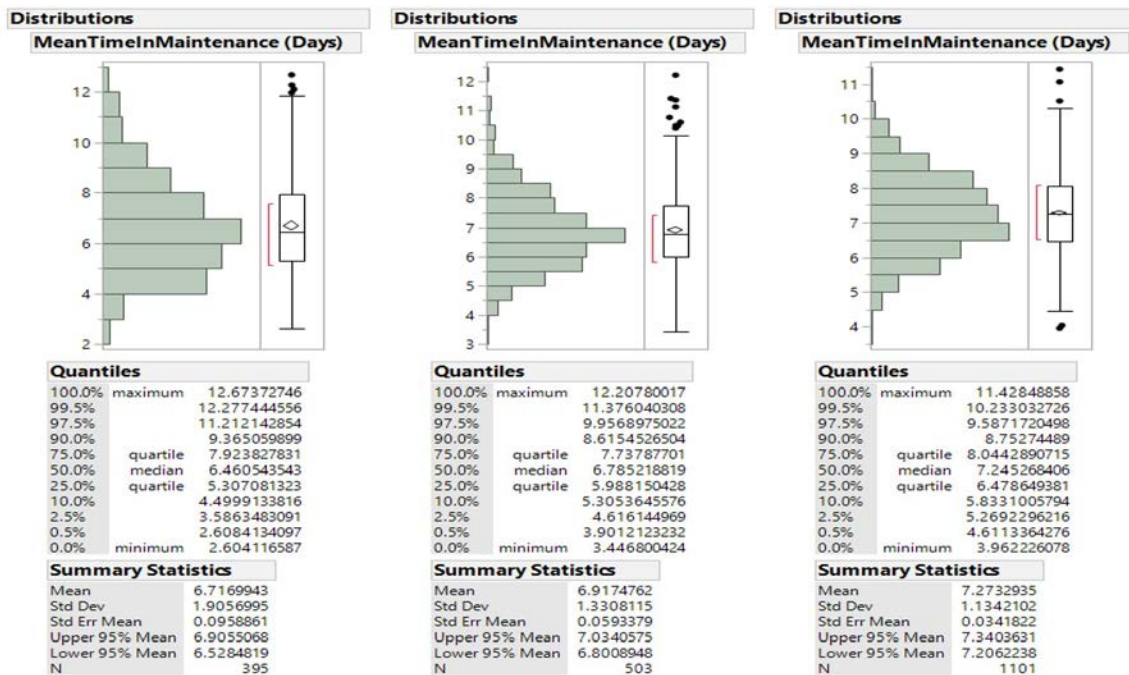 Distributions
MeanTimeInMaintenance (Days)
12
10
8
6
4
2
Quantiles
100.0% maximum 12.67372746
99.5% 12.277444556
97.5% 11.212142854
90.0% 9.365059899
75.0% quartile 7.923827831
50.0% median 6.460543543
25.0% quartile 5.307081323
10.0% 4.4999133816
2.5% 3.5863483091
0.5% 2.6084134097
0.0% minimum 2.604116587
Summary Statistics
Mean 6.7169943
Std Dev 1.9056995
Std Err Mean 0.0958861
Upper 95% Mean 6.9055068
Lower 95% Mean 6.5284819
N 395
Distributions
MeanTimeInMaintenance (Days)
12
11
10
9
8
7
6
5
4
3
Quantiles
100.0% maximum 12.20780017
99.5% 11.376040308
97.5% 9.9568975022
90.0% 8.6154526504
75.0% quartile 7.73787701
50.0% median 6.785218819
25.0% quartile 5.988150428
10.0% 5.3053645576
2.5% 4.616144969
0.5% 3.9012123232
0.0% minimum 3.446800424
Summary Statistics
Mean 6.9174762
Std Dev 1.3308115
Std Err Mean 0.0593379
Upper 95% Mean 7.0340575
Lower 95% Mean 6.8008948
N 503
Distributions
MeanTimeInMaintenance (Days)
11
10
9
8
7
6
5
4
Quantiles
100.0% maximum 11.42848858
99.5% 10.233032726
97.5% 9.5871720498
90.0% 8.75274489
75.0% quartile 8.0442890715
50.0% median 7.245268406
25.0% quartile 6.478649381
10.0% 5.8331005794
2.5% 5.2692296216
0.5% 4.6113364276
0.0% minimum 3.962226078
Summary Statistics
Mean 7.2732935
Std Dev 1.1342102
Std Err Mean 0.0341822
Upper 95% Mean 7.3403631
Lower 95% Mean 7.2062238
N 1101